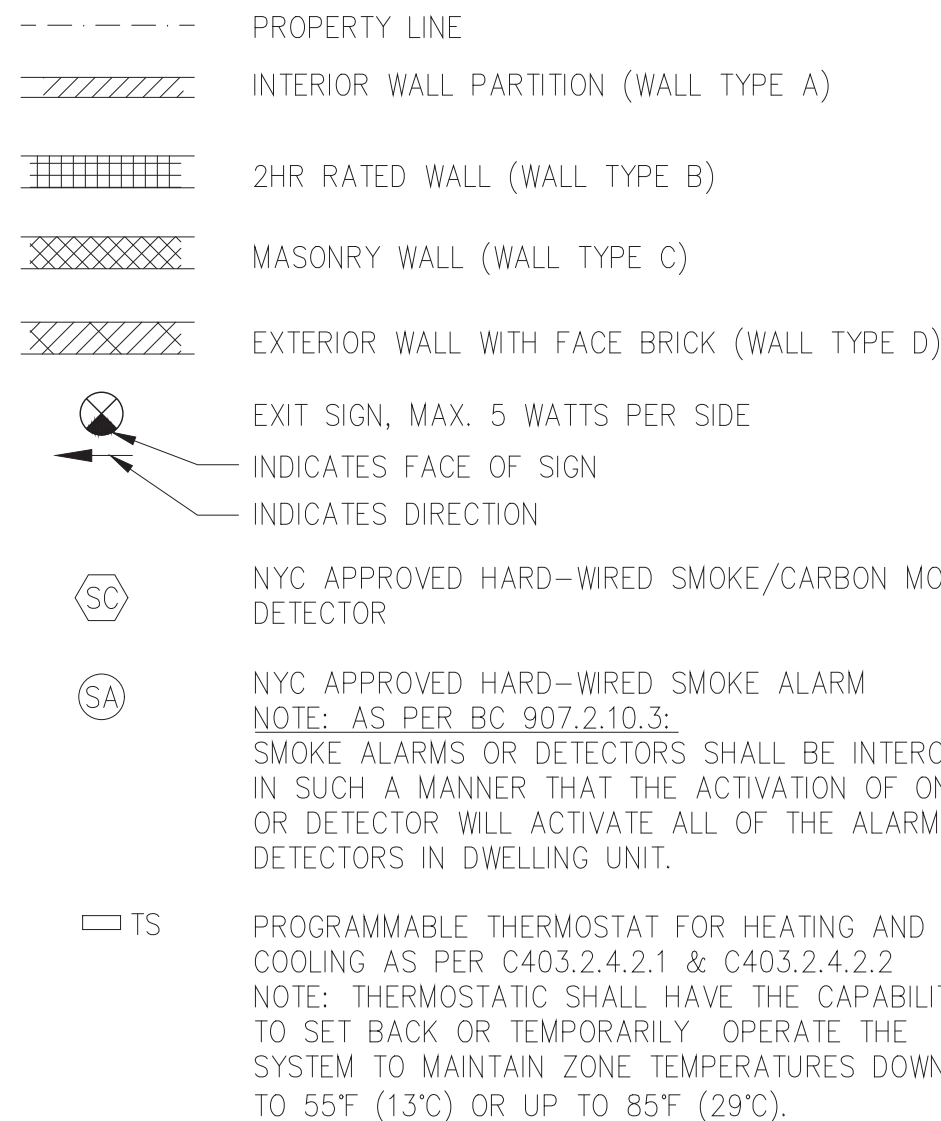 PROPERTY LINE
INTERIOR WALL PARTITION (WALL TYPE A)
2HR RATED WALL (WALL TYPE B)
MASONRY WALL (WALL TYPE C)
EXTERIOR WALL WITH FACE BRICK (WALL TYPE D)
EXIT SIGN, MAX. 5 WATTS PER SIDE
INDICATES FACE OF SIGN
INDICATES DIRECTION
SC NYC APPROVED HARD-WIRED SMOKE/CARBON
DETECTOR
SA NYC APPROVED HARD-WIRED SMOKE ALARM
NOTE: AS PER BC 907.2.10.3:
SMOKE ALARMS OR DETECTORS SHALL BE
IN SUCH A MANNER THAT THE ACTIVATION OF
OR DETECTOR WILL ACTIVATE ALL OF THE ALARM
DETECTORS IN DWELLING UNIT.
TS PROGRAMMABLE THERMOSTAT FOR HEATING AND
COOLING AS PER C403.2.4.2.1 & C403.2.4.2.2
NOTE: THERMOSTATIC SHALL HAVE THE
TO SET BACK OR TEMPORARILY OPERATE THE
SYSTEM TO MAINTAIN ZONE TEMPERATURES DOWN
TO 55°F (13°C) OR UP TO 85°F (29°C).